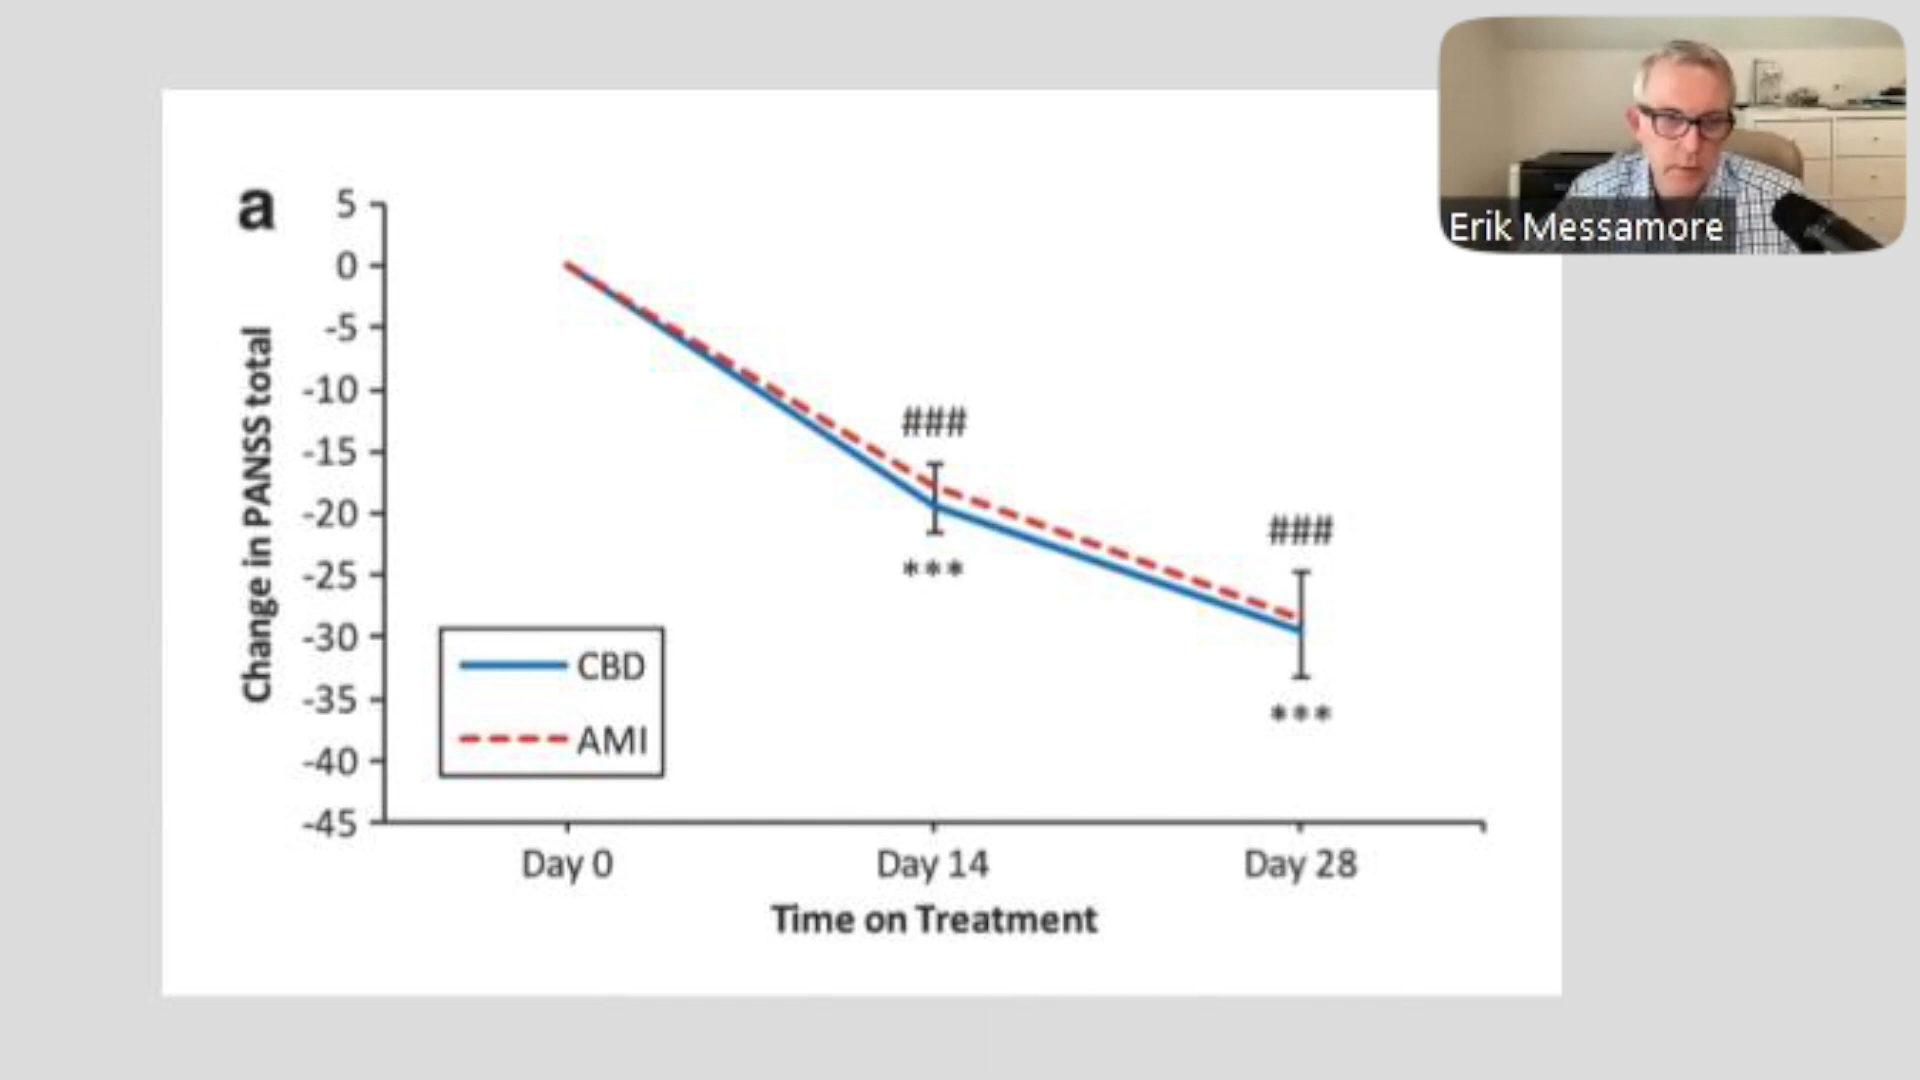 Erik Messamore
a
5
0
-5
-10
-15
-20
-25
-30
-35
-40
-45
Change in PANSS total
###
***
###
***
CBD
AMI
Day 0
Day 14
Day 28
Time on Treatment